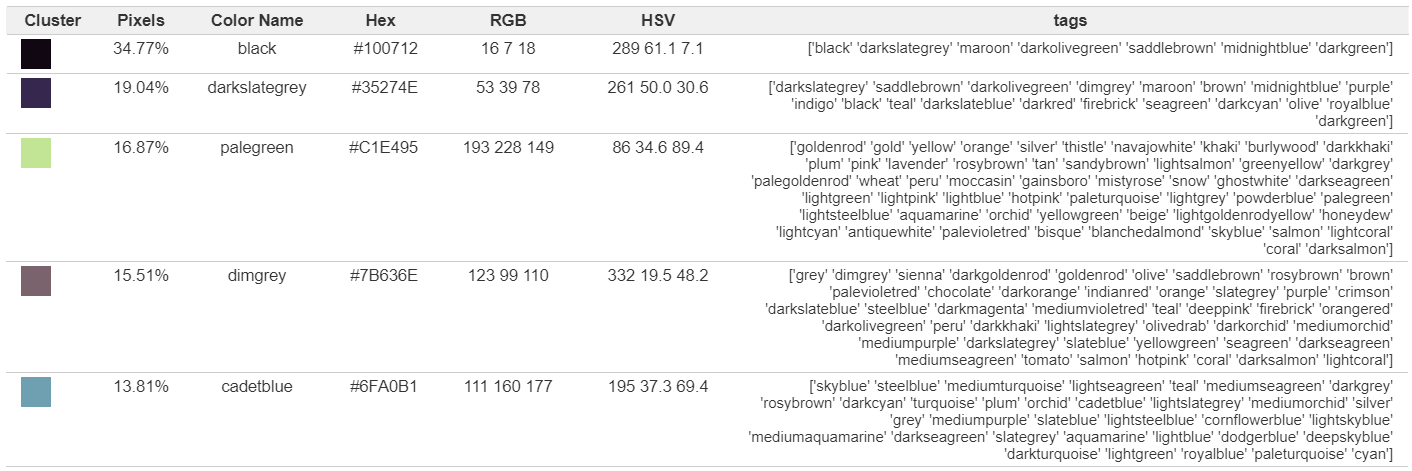 Cluster Pixels Color Name Hex RGB HSV tags
34.77% black #100712 16 7 18 289 61.1 7.1 ['black' 'darkslategrey' 'maroon' 'darkolivegreen' 'saddlebrown' 'midnightblue' 'darkgreen']
19.04% darkslategrey #35274E 53 39 78 261 50.0 30.6 ['darkslategrey' 'saddlebrown' 'darkolivegreen' 'dimgrey' 'maroon' 'brown' 'midnightblue' 'purple'
'indigo' 'black' 'teal' 'darkslateblue' 'darkred' 'firebrick' 'seagreen' 'darkcyan' 'olive' 'royalblue'
'darkgreen']
16.87% palegreen #C1E495 193 228 149 86 34.6 89.4 ['goldenrod' 'gold' 'yellow' 'orange' 'silver' 'thistle' 'navajowhite' 'khaki' 'burlywood' 'darkkhaki'
'plum' 'pink' 'lavender' 'rosybrown' 'tan' 'sandybrown' 'lightsalmon' 'greenyellow' 'darkgrey'
'palegoldenrod' 'wheat' 'peru' 'moccasin' 'gainsboro' 'mistyrose' 'snow' 'ghostwhite' 'darkseagreen'
'lightgreen' 'lightpink' 'lightblue' 'hotpink' 'paleturquoise' 'lightgrey' 'powderblue' 'palegreen'
'lightsteelblue' 'aquamarine' 'orchid' 'yellowgreen' 'beige' 'lightgoldenrodyellow' 'honeydew'
'lightcyan' 'antiquewhite' 'palevioletred' 'bisque' 'blanchedalmond' 'skyblue' 'salmon' 'lightcoral'
'coral' 'darksalmon']
15.51% dimgrey #7B636E 123 99 110 332 19.5 48.2 ['grey' 'dimgrey' 'sienna' 'darkgoldenrod' 'goldenrod' 'olive' 'saddlebrown' 'rosybrown' 'brown'
'palevioletred' 'chocolate' 'darkorange' 'indianred' 'orange' 'slategrey' 'purple' 'crimson'
'darkslateblue' 'steelblue' 'darkmagenta' 'mediumvioletred' 'teal' 'deeppink' 'firebrick' 'orangered'
'darkolivegreen' 'peru' 'darkkhaki' 'lightslategrey' 'olivedrab' 'darkorchid' 'mediumorchid'
'mediumpurple' 'darkslategrey' 'slateblue' 'yellowgreen' 'seagreen' 'darkseagreen'
'mediumseagreen' 'tomato' 'salmon' 'hotpink' 'coral' 'darksalmon' 'lightcoral']
13.81% cadetblue #6FA0B1 111 160 177 195 37.3 69.4 ['skyblue' 'steelblue' 'mediumturquoise' 'lightseagreen' 'teal' 'mediumseagreen' 'darkgrey'
'rosybrown' 'darkcyan' 'turquoise' 'plum' 'orchid' 'cadetblue' 'lightslategrey' 'mediumorchid' 'silver'
'grey' 'mediumpurple' 'slateblue' 'lightsteelblue' 'cornflowerblue' 'lightskyblue'
'mediumaquamarine' 'darkseagreen' 'slategrey' 'aquamarine' 'lightblue' 'dodgerblue' 'deepskyblue'
'darkturquoise' 'lightgreen' 'royalblue' 'paleturquoise' 'cyan']